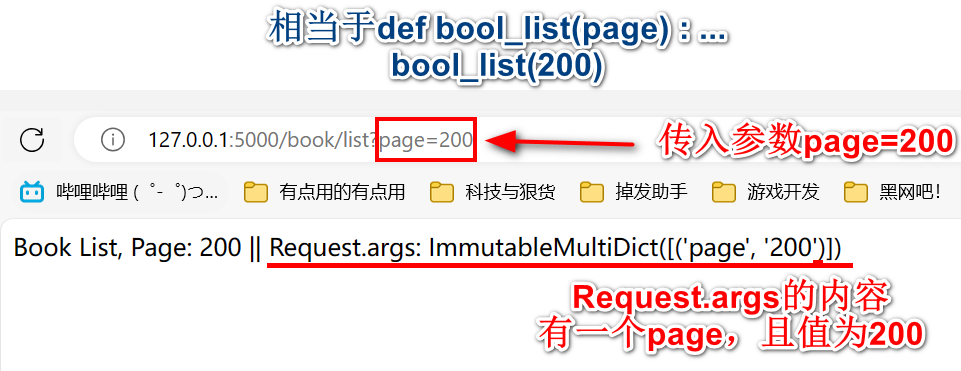 相当于def bool_list(page) : ...
bool_list(200)
127.0.0.1:5000/book/list?page=200
传入参数page=200
哔哩哔哩 ( ゜- ゜)つ...
有点用的有点用
科技与狠货
掉发助手
游戏开发
黑网吧!
Book List, Page: 200 || Request.args: ImmutableMultiDict([('page', '200')])
Request.args的内容
有一个page，且值为200